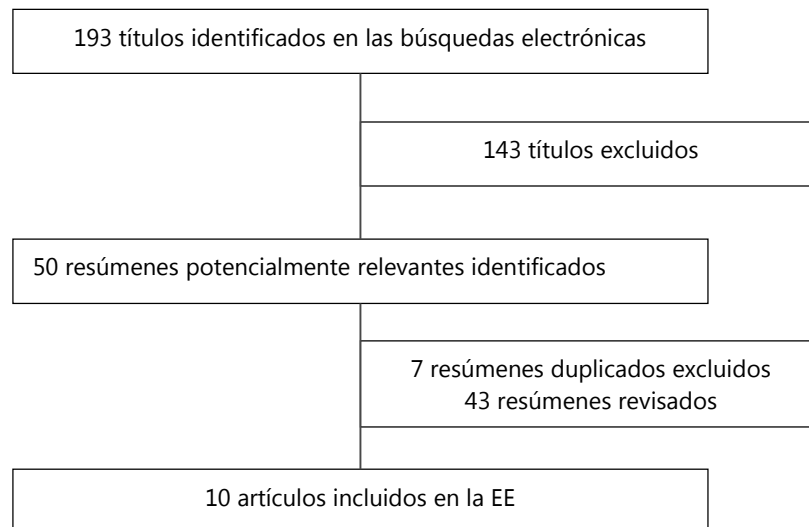 193 títulos identificados en las búsquedas electrónicas
143 títulos excluidos
50 resúmenes potencialmente relevantes identificados
7 resúmenes duplicados excluidos
43 resúmenes revisados
10 artículos incluidos en la EE